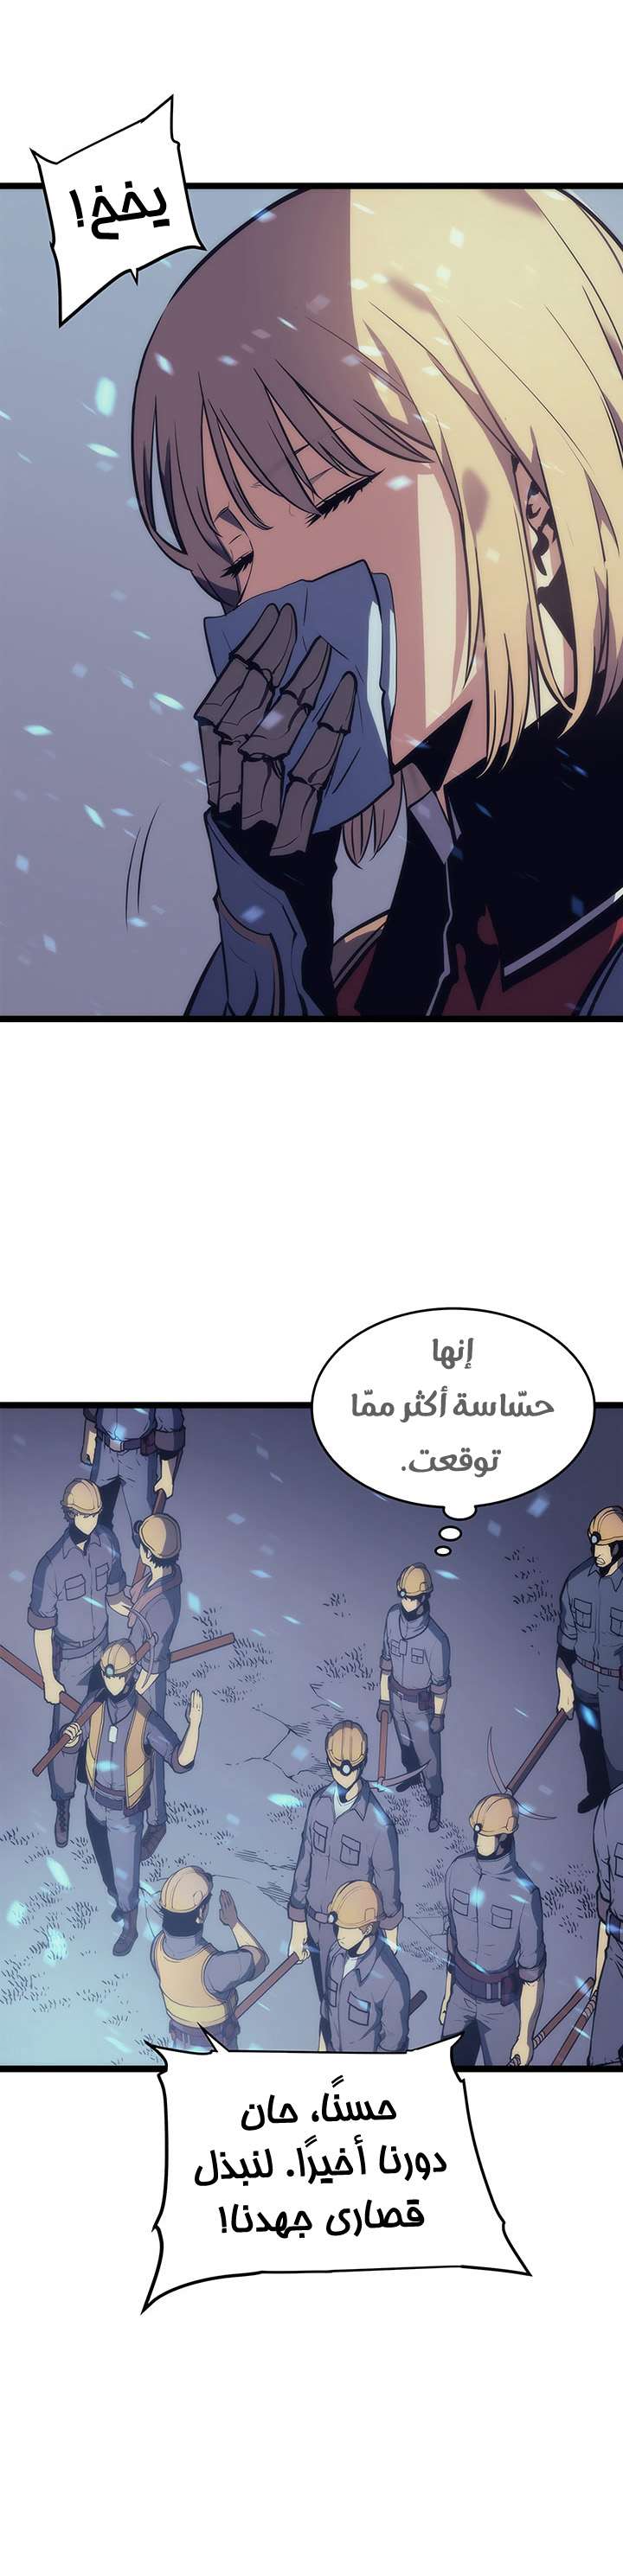 يخخ!
إنها
حسّاسة أكثر ممّا
توقعت.
حسنًا، حان
دورنا أخيرًا. لنبذل
قصارى جهدنا!